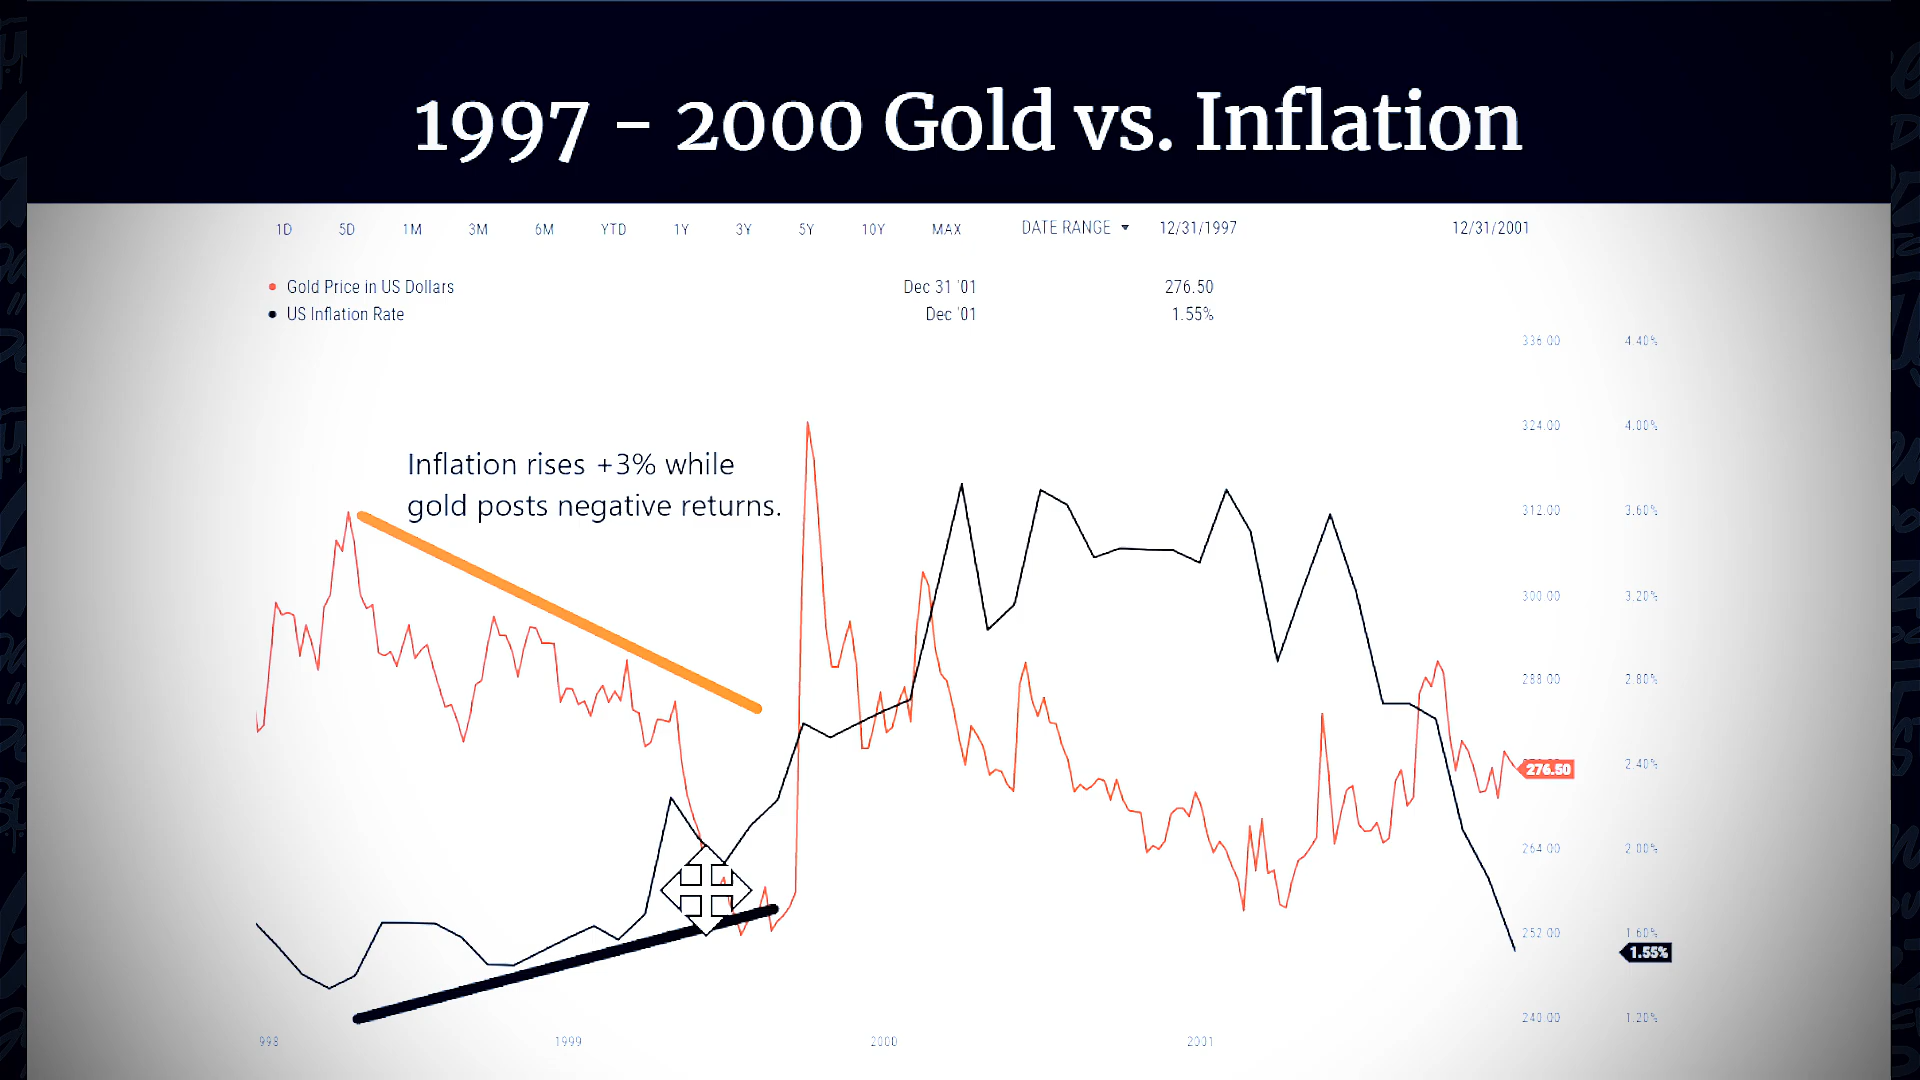 1997 - 2000 Gold vs. Inflation
1D 5D 1M 3M 6M YTD 1Y 3Y 5Y 10Y MAX DATE RANGE 12/31/1997 12/31/2001
Gold Price in US Dollars Dec 31 '01 276.50
US Inflation Rate Dec '01 1.55%
336.00 4.40%
324.00 4.00%
Inflation rises +3% while
gold posts negative returns.
312.00 3.60%
300.00 3.20%
288.00 2.80%
276.50 2.40%
264.00 2.00%
252.00 1.60%
1.55%
240.00 1.20%
998 1999 2000 2001